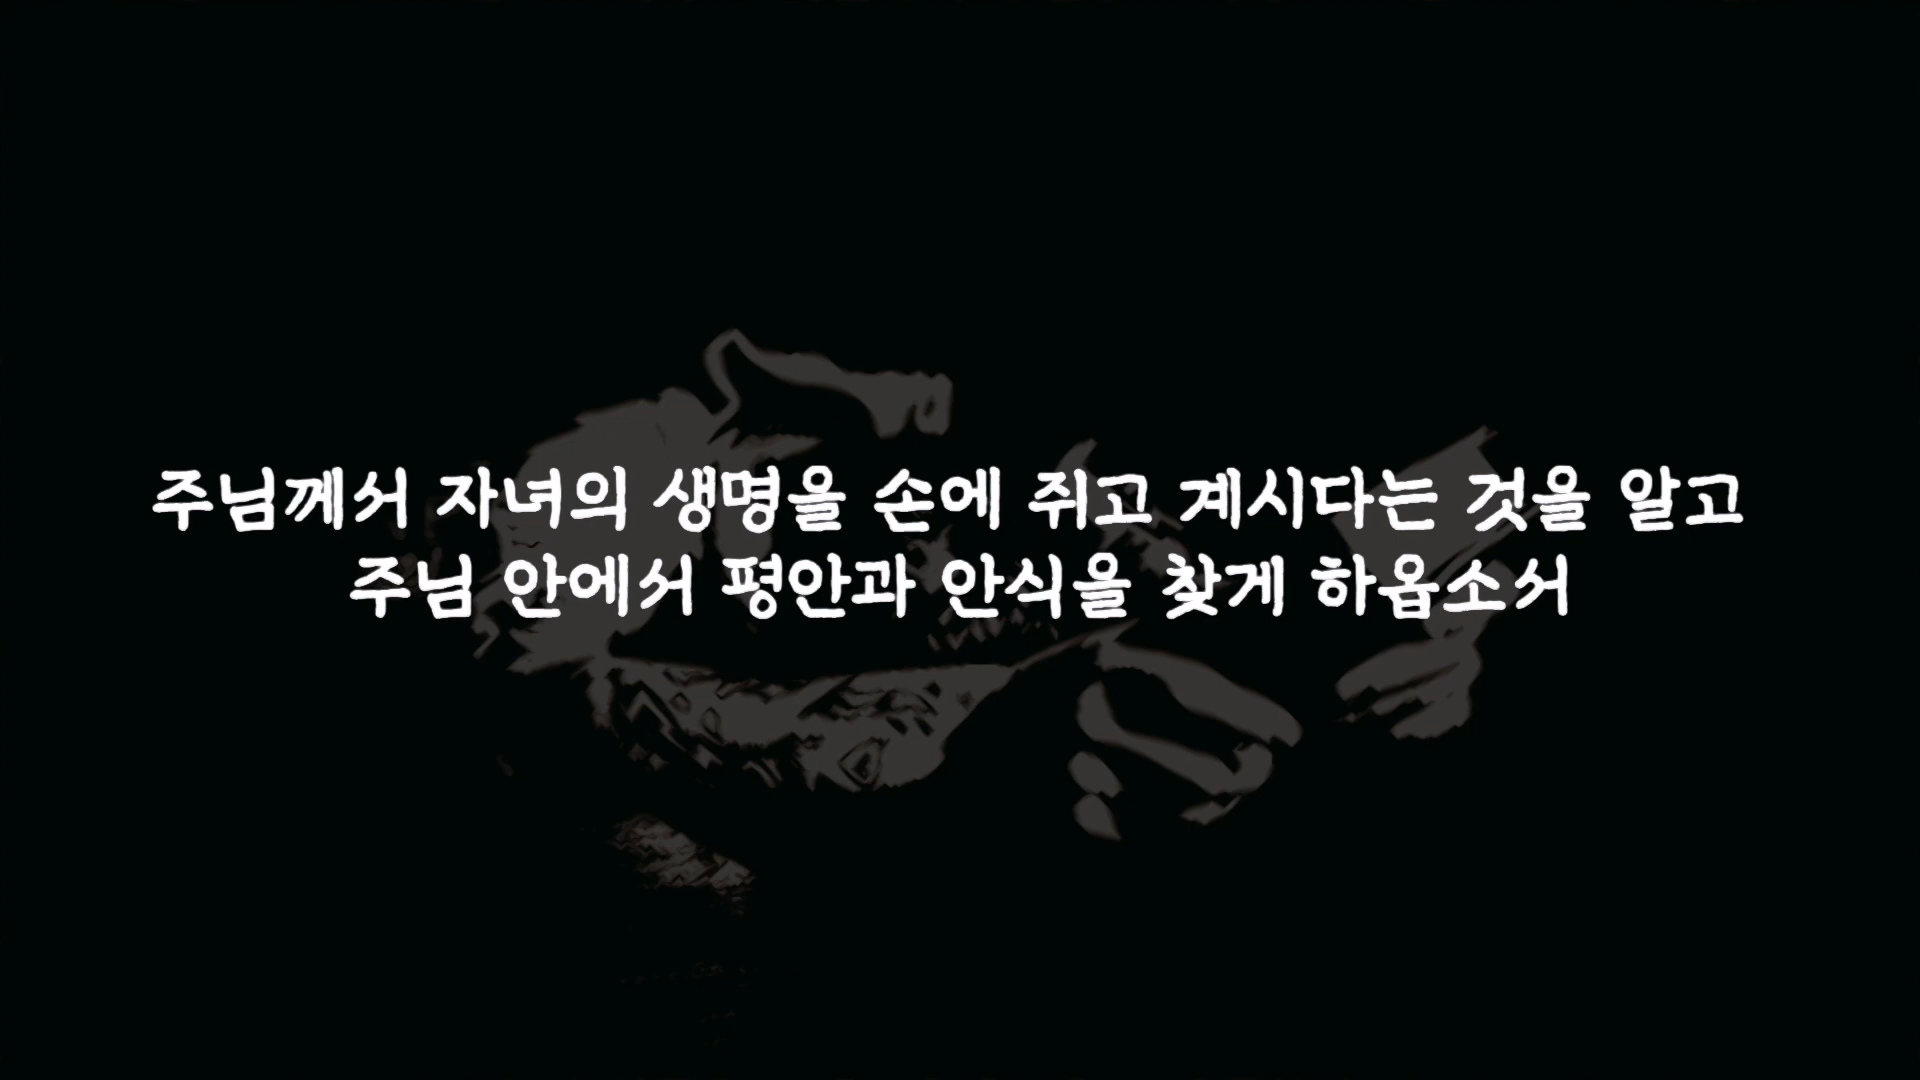 주님께서 자녀의 생명을 손에 쥐고 계시다는 것을 알고
주님 안에서 평안과 안식을 찾게 하옵소서